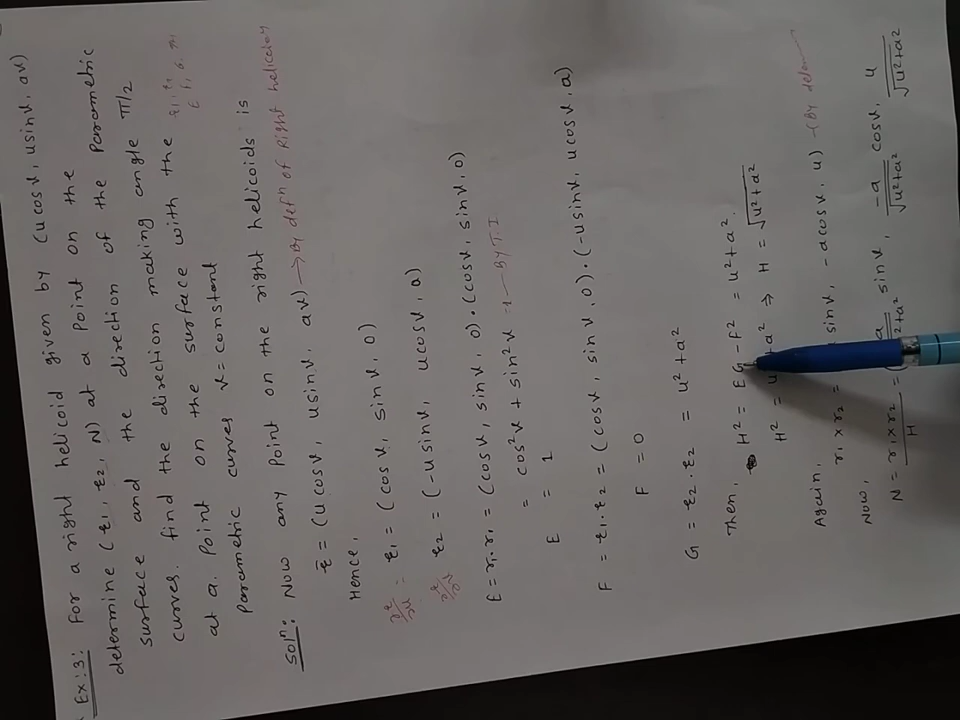 Ex:3: For a right helicoid given by (u cos v, u sin v, av)
determine (r1, r2, N) at a point on the
surface and the direction of the parametric
curves. find the direction making angle π/2
at a point on the surface with the
parametric curves v = constant
Soln: Now any point on the right helicoids is
r̄ = (u cos v, u sin v, av) → By defn of Right helicoids
Hence,
∂r/∂u = r1 = (cos v, sin v, 0)
∂r/∂v r2 = (-u sin v, u cos v, a)
E = r1·r1 = (cos v, sin v, 0)·(cos v, sin v, 0)
= cos²v + sin²v = 1 — By T.I
E = 1
F = r1·r2 = (cos v, sin v, 0)·(-u sin v, u cos v, a)
F = 0
G = r2·r2 = u²+a²
Then, H² = EG - F² = u²+a².
H² = u²+a² ⇒ H = √u²+a²
Again, r1 × r2 = sin v, -a cos v, u) - (By
Now,
N = r1×r2/H = ( sin v, -a/√u²+a² cos v, u/√u²+a²